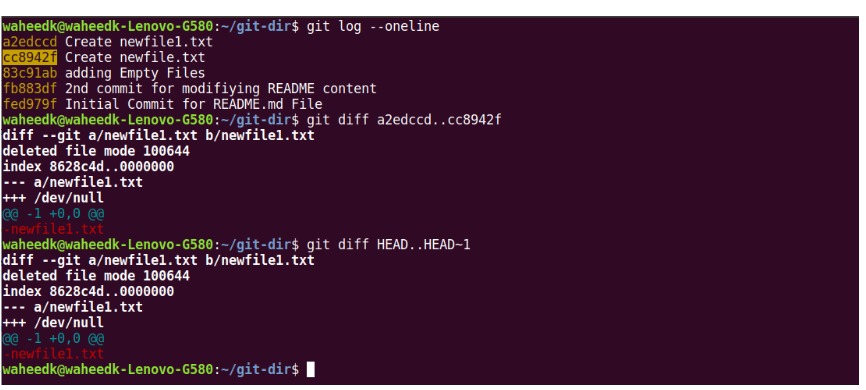 waheedk@waheedk-Lenovo-G580:~/git-dir$ git log --oneline
a2edccd Create newfile1.txt
cc8942f Create newfile.txt
83c91ab adding Empty Files
fb883df 2nd commit for modifiying README content
fed979f Initial Commit for README.md File
waheedk@waheedk-Lenovo-G580:~/git-dir$ git diff a2edccd..cc8942f
diff --git a/newfile1.txt b/newfile1.txt
deleted file mode 100644
index 8628c4d..0000000
--- a/newfile1.txt
+++ /dev/null
@@ -1 +0,0 @@
-newfile1.txt
waheedk@waheedk-Lenovo-G580:~/git-dir$ git diff HEAD..HEAD~1
diff --git a/newfile1.txt b/newfile1.txt
deleted file mode 100644
index 8628c4d..0000000
--- a/newfile1.txt
+++ /dev/null
@@ -1 +0,0 @@
-newfile1.txt
waheedk@waheedk-Lenovo-G580:~/git-dir$